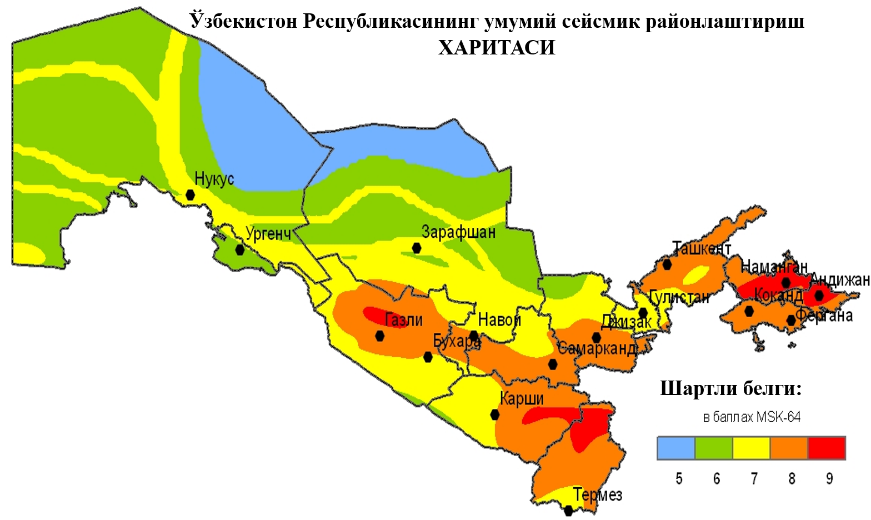 Ўзбекистон Республикасининг умумий сейсмик районлаштириш
ХАРИТАСИ
Нукус
Ургенч
Зарафшан
Ташкент
Наманган
Андижан
Гулистан
Коканд
Фергана
Газли
Навои
Джизак
Бухара
Самарканд
Карши
Термез
Шартли белги:
в баллах MSK-64
5 6 7 8 9